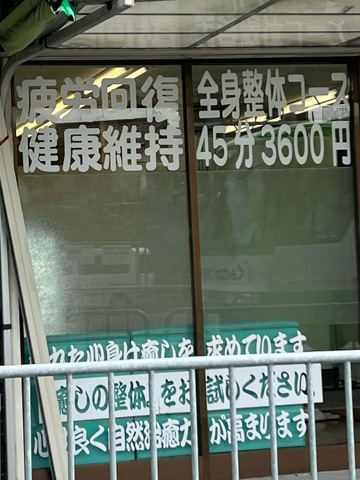 疲労回復
健康維持
全身整体コース
45分3600円
れた心身は癒しを求めています
癒しの整体をお試しください。
心良く自然治癒力が高まります